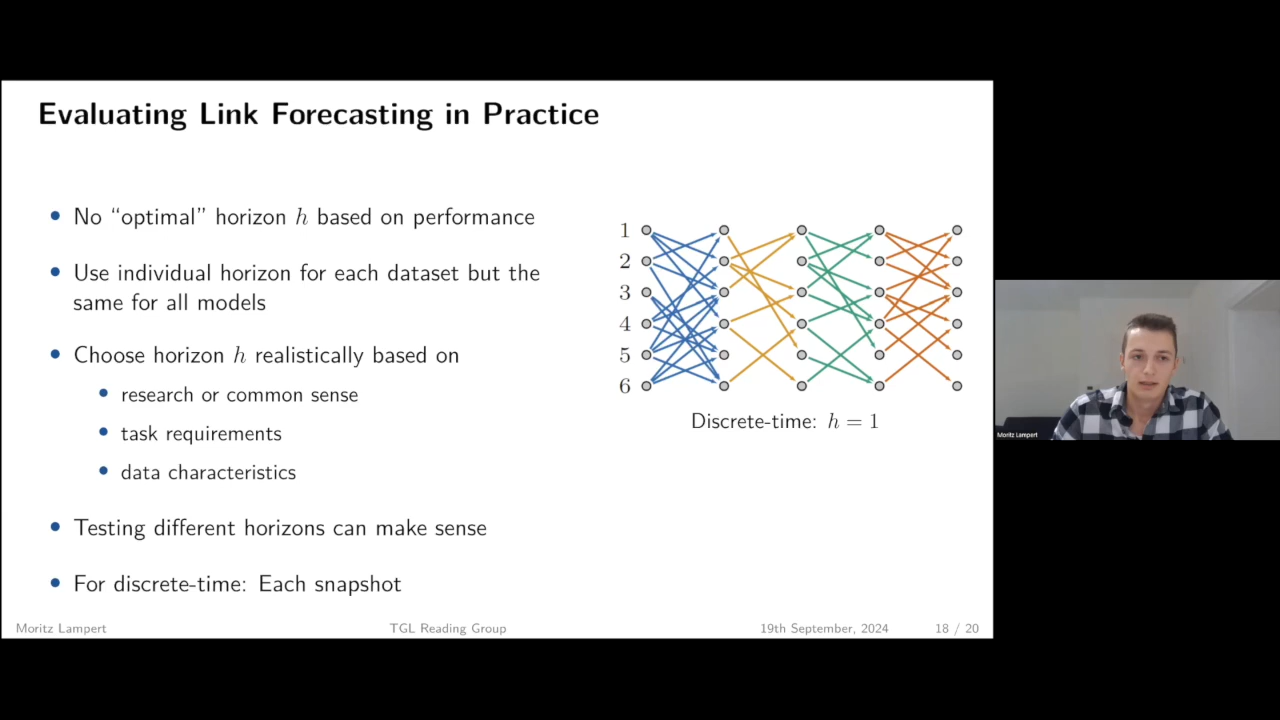 Evaluating Link Forecasting in Practice
• No “optimal” horizon h based on performance
• Use individual horizon for each dataset but the
same for all models
• Choose horizon h realistically based on
• research or common sense
• task requirements
• data characteristics
• Testing different horizons can make sense
• For discrete-time: Each snapshot
1
2
3
4
5
6
Discrete-time: h = 1
Moritz Lampert
TGL Reading Group
19th September, 2024
18 / 20
Moritz Lampert